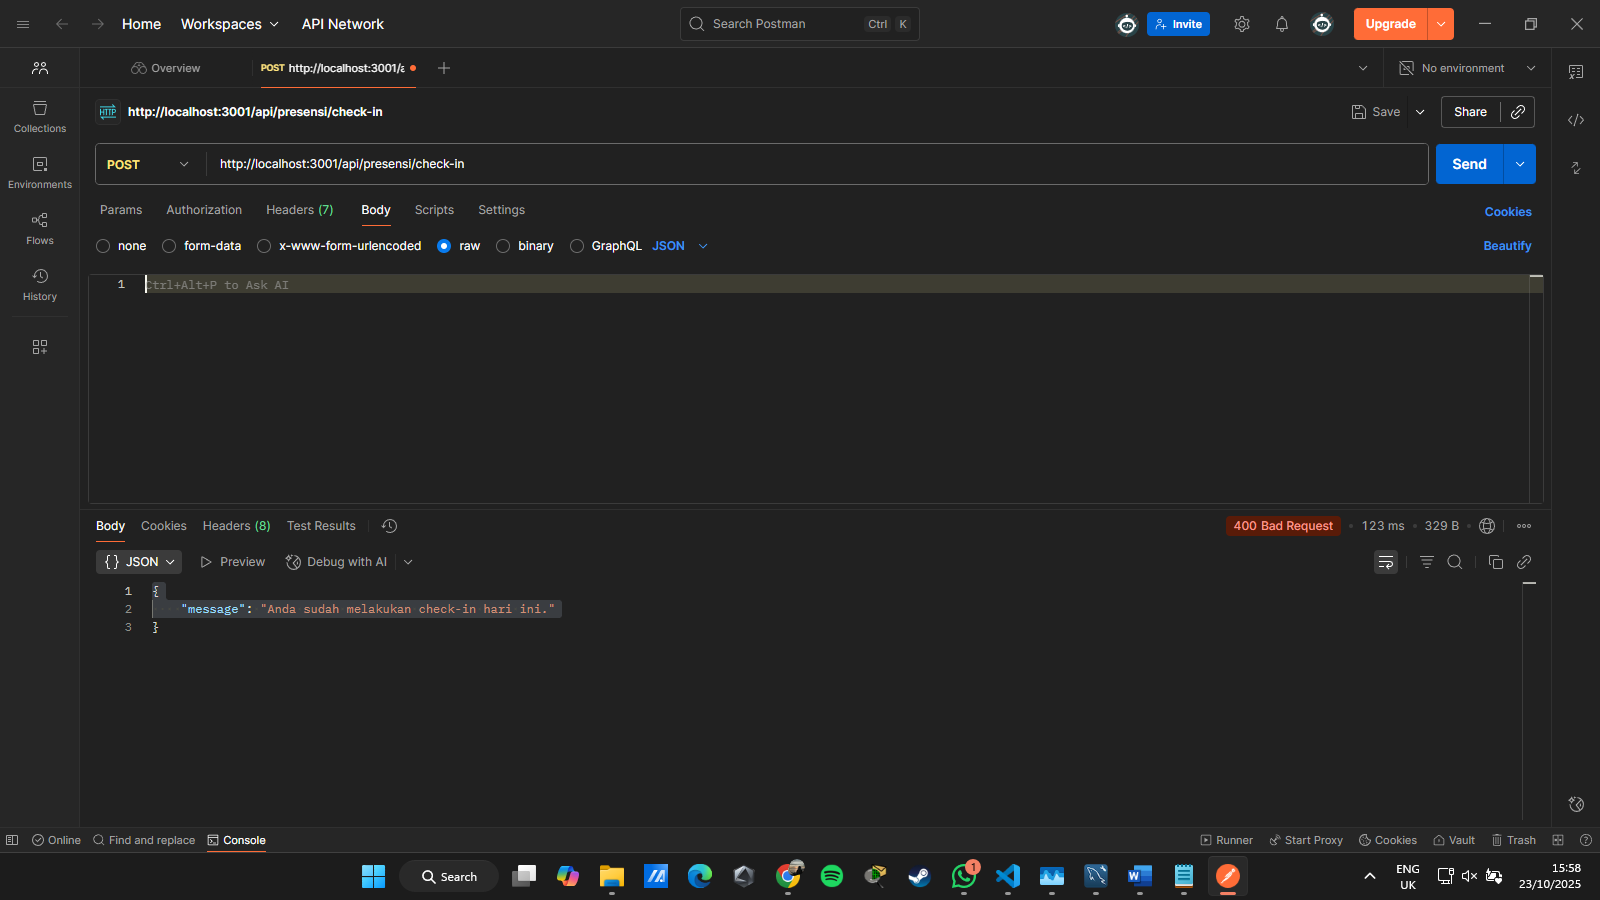 Home
Workspaces
API Network
Search Postman
Ctrl
K
Invite
Upgrade
Overview
POST http://localhost:3001/a
No environment
Collections
Environments
Flows
History
HTTP
http://localhost:3001/api/presensi/check-in
Save
Share
POST
http://localhost:3001/api/presensi/check-in
Send
Params
Authorization
Headers (7)
Body
Scripts
Settings
Cookies
none
form-data
x-www-form-urlencoded
raw
binary
GraphQL
JSON
Beautify
1
Ctrl+Alt+P to Ask AI
Body
Cookies
Headers (8)
Test Results
400 Bad Request
123 ms
329 B
{} JSON
Preview
Debug with AI
1 {
2 "message": "Anda sudah melakukan check-in hari ini."
3 }
Online
Find and replace
Console
Runner
Start Proxy
Cookies
Vault
Trash
Search
1
ENG
UK
15:58
23/10/2025